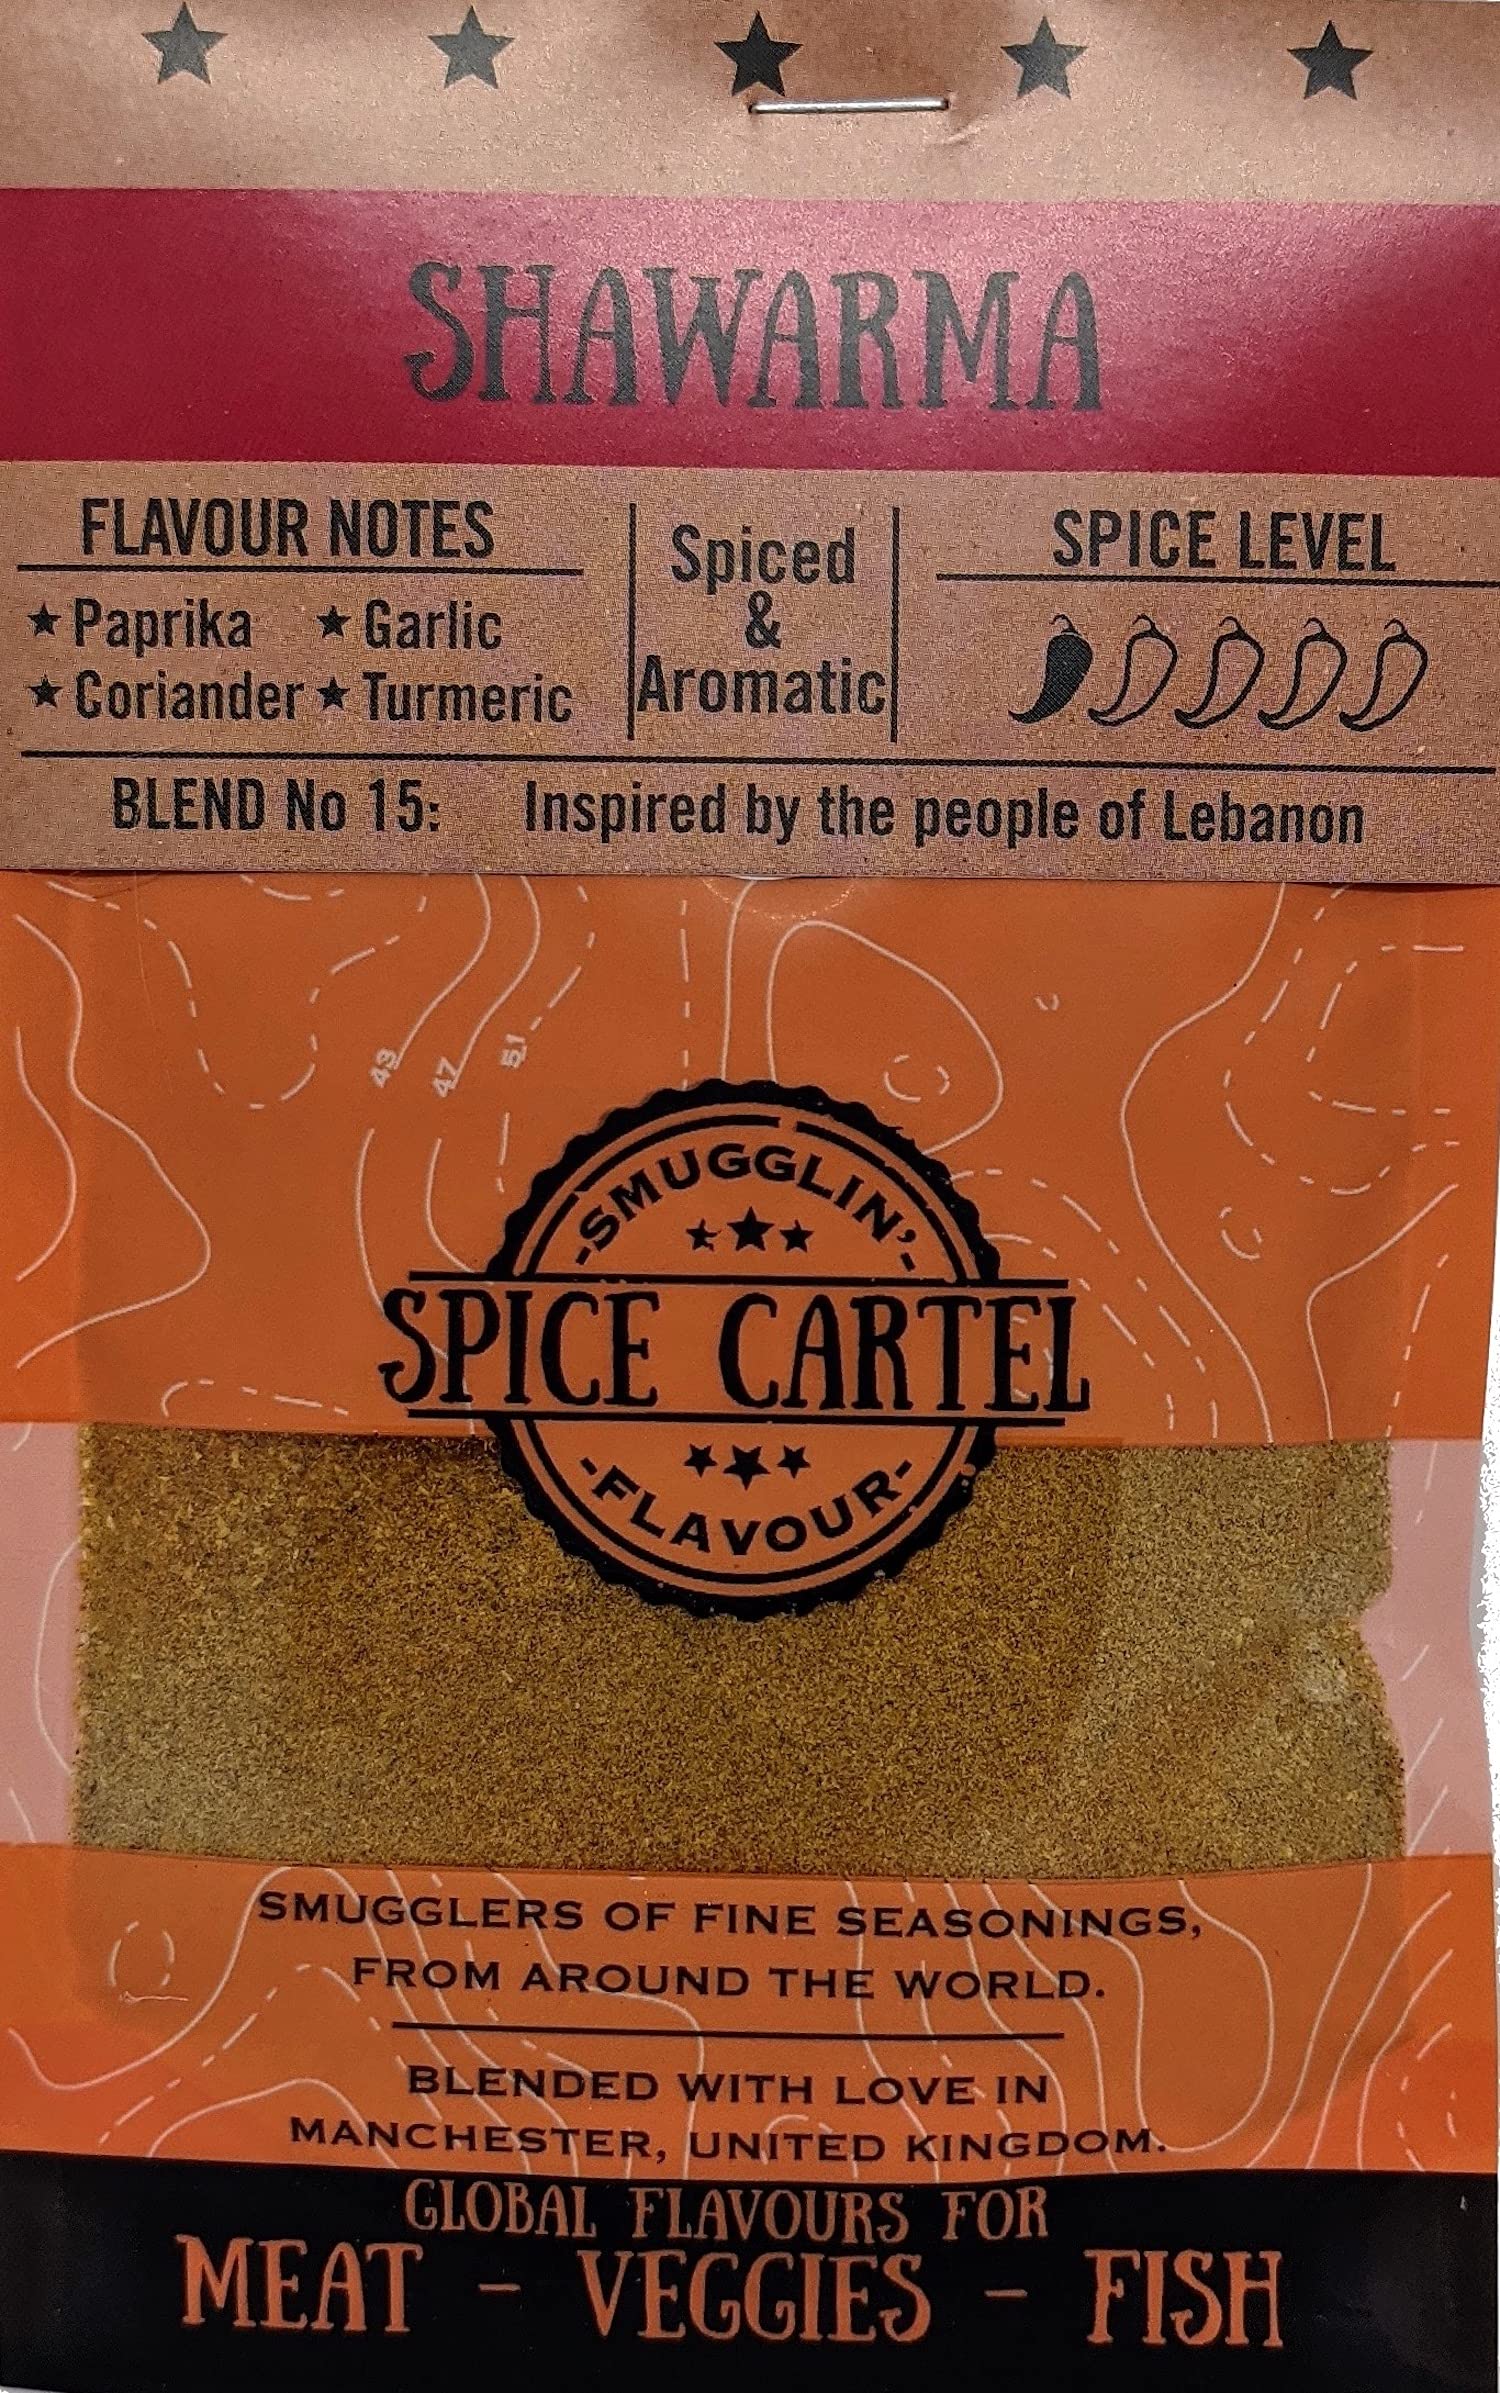 SHAWARMA
FLAVOUR NOTES
★ Paprika ★ Garlic
★ Coriander ★ Turmeric
Spiced
&
Aromatic
SPICE LEVEL
BLEND No 15: Inspired by the people of Lebanon
43 47 51
-SMUGGLIN'-
SPICE CARTEL
-FLAVOUR-
SMUGGLERS OF FINE SEASONINGS,
FROM AROUND THE WORLD.
BLENDED WITH LOVE IN
MANCHESTER, UNITED KINGDOM.
GLOBAL FLAVOURS FOR
MEAT - VEGGIES - FISH